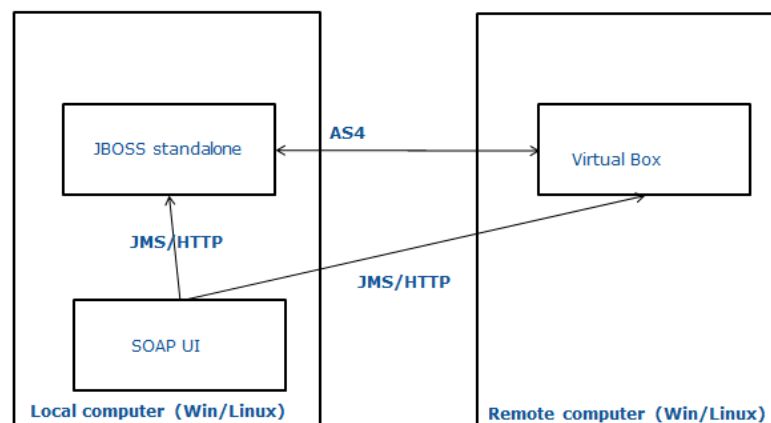 JBOSS standalone
AS4
Virtual Box
JMS/HTTP
JMS/HTTP
SOAP UI
Local computer (Win/Linux)
Remote computer (Win/Linux)